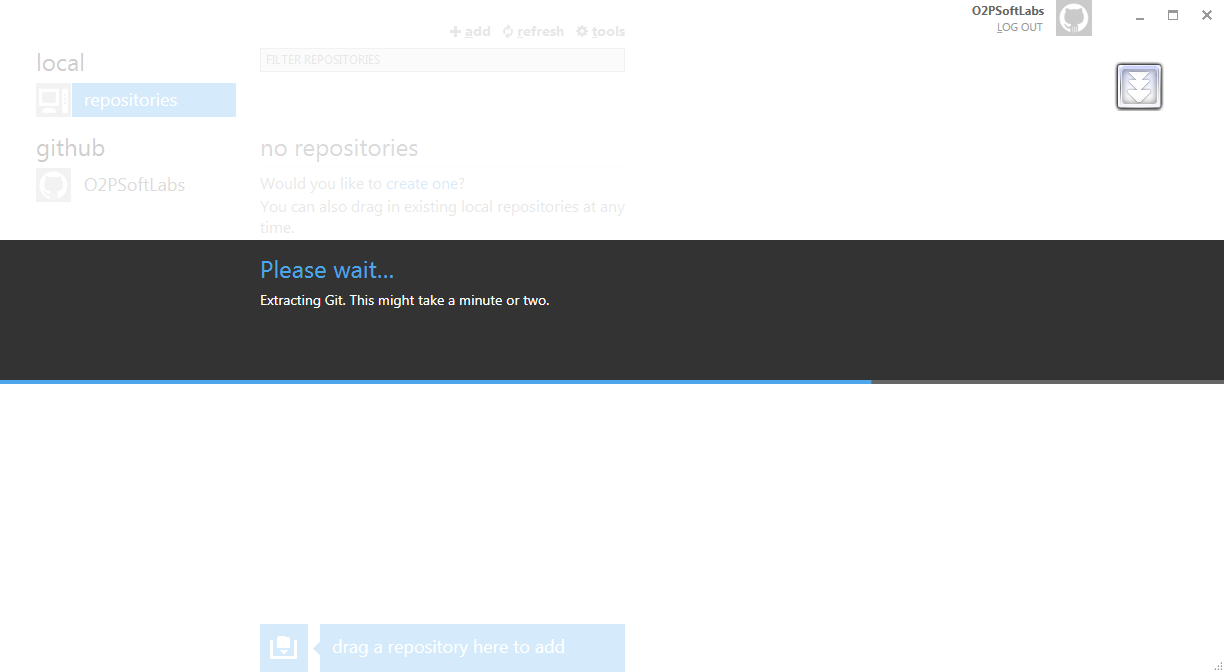 O2PSoftLabs
LOG OUT
add refresh tools
FILTER REPOSITORIES
local
repositories
github
O2PSoftLabs
no repositories
Would you like to create one?
You can also drag in existing local repositories at any
time.
Please wait...
Extracting Git. This might take a minute or two.
drag a repository here to add